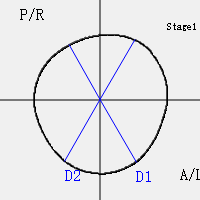 P/R
Stage1
D2 D1
A/L